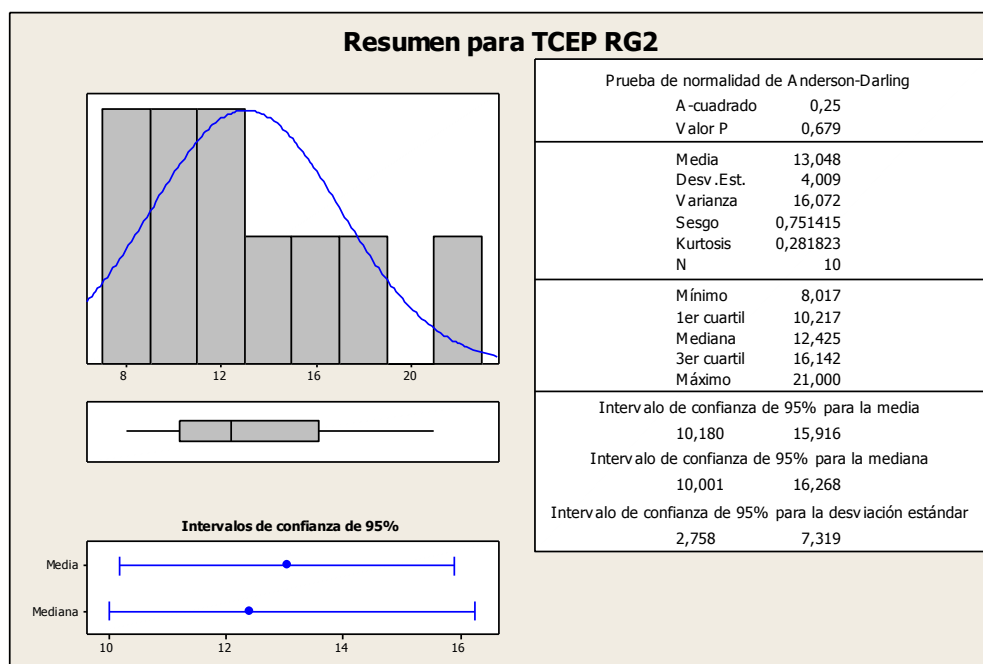 Resumen para TCEP RG2
8 12 16 20
Intervalos de confianza de 95%
Media
Mediana
10 12 14 16
Prueba de normalidad de Anderson-Darling
A-cuadrado 0,25
Valor P 0,679
Media 13,048
Desv.Est. 4,009
Varianza 16,072
Sesgo 0,751415
Kurtosis 0,281823
N 10
Mínimo 8,017
1er cuartil 10,217
Mediana 12,425
3er cuartil 16,142
Máximo 21,000
Intervalo de confianza de 95% para la media
10,180 15,916
Intervalo de confianza de 95% para la mediana
10,001 16,268
Intervalo de confianza de 95% para la desviación estándar
2,758 7,319